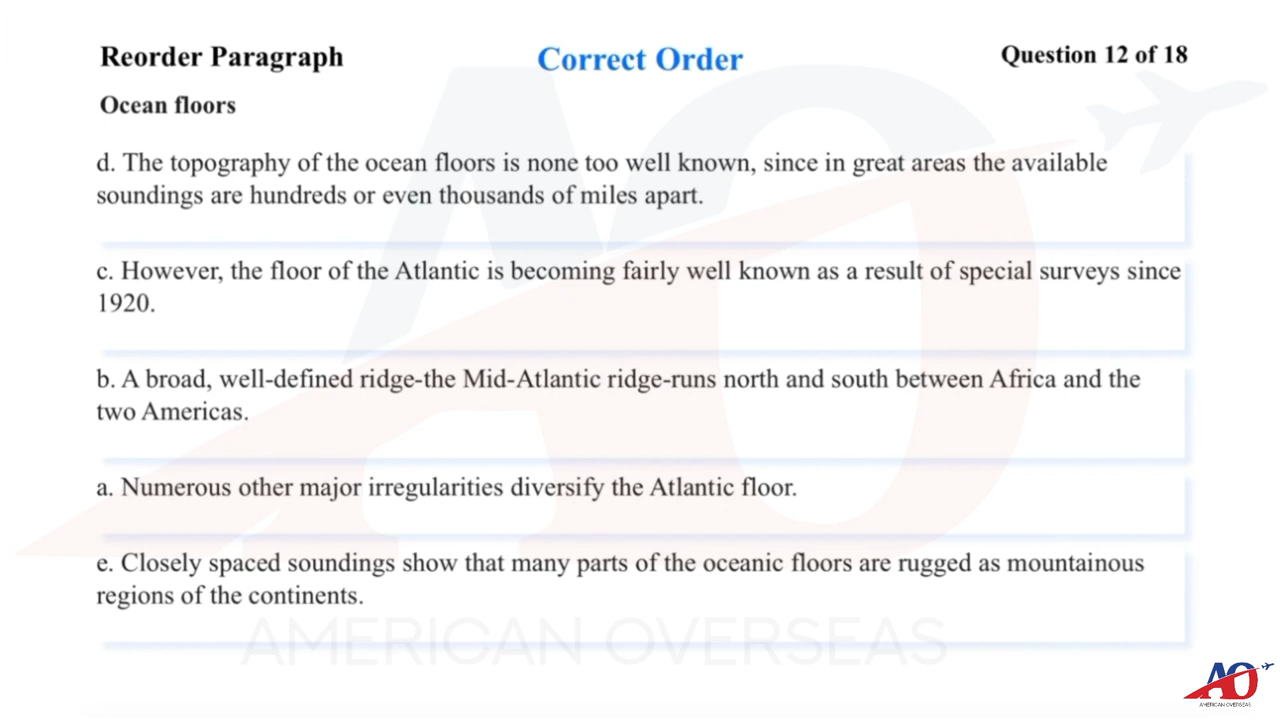 Reorder Paragraph
Correct Order
Question 12 of 18
Ocean floors
d. The topography of the ocean floors is none too well known, since in great areas the available
soundings are hundreds or even thousands of miles apart.
c. However, the floor of the Atlantic is becoming fairly well known as a result of special surveys since
1920.
b. A broad, well-defined ridge-the Mid-Atlantic ridge-runs north and south between Africa and the
two Americas.
a. Numerous other major irregularities diversify the Atlantic floor.
e. Closely spaced soundings show that many parts of the oceanic floors are rugged as mountainous
regions of the continents.
AMERICAN OVERSEAS
AO
AMERICAN OVERSEAS